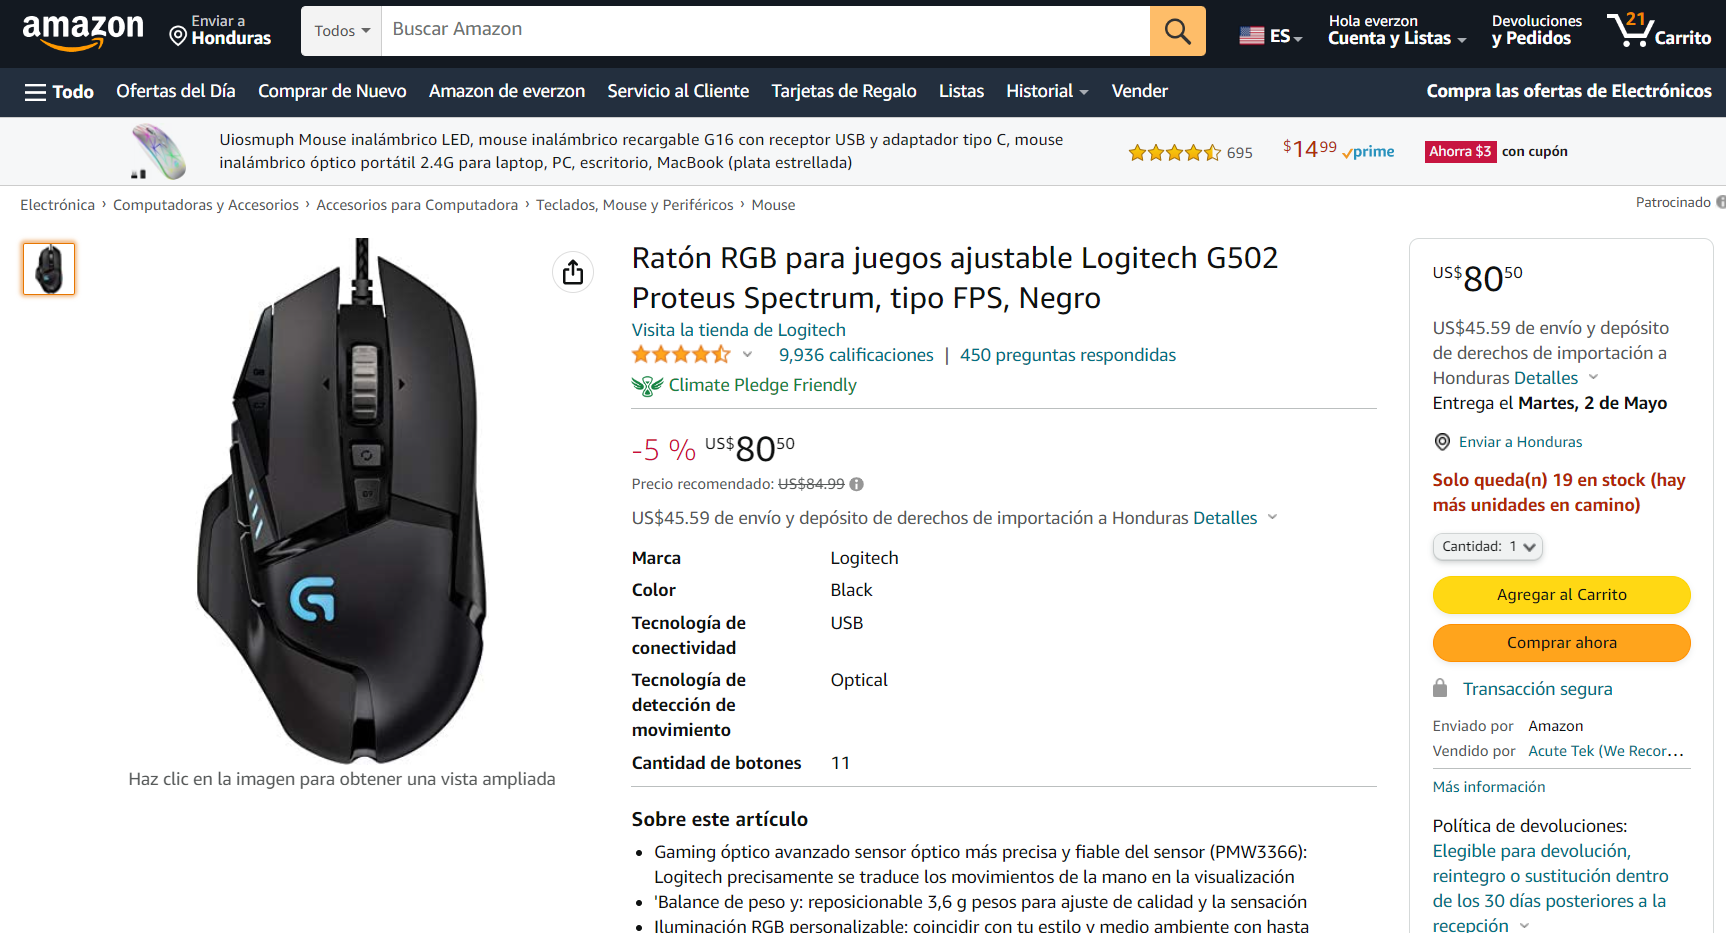 amazon
Enviar a
Honduras
Todos
Buscar Amazon
ES
Hola everzon
Cuenta y Listas
Devoluciones
y Pedidos
21
Carrito
Todo
Ofertas del Día
Comprar de Nuevo
Amazon de everzon
Servicio al Cliente
Tarjetas de Regalo
Listas
Historial
Vender
Compra las ofertas de Electrónicos
Uiosmuph Mouse inalámbrico LED, mouse inalámbrico recargable G16 con receptor USB y adaptador tipo C, mouse
inalámbrico óptico portátil 2.4G para laptop, PC, escritorio, MacBook (plata estrellada)
695
$1499
prime
Ahorra $3 con cupón
Patrocinado
Electrónica › Computadoras y Accesorios › Accesorios para Computadora › Teclados, Mouse y Periféricos › Mouse
Haz clic en la imagen para obtener una vista ampliada
Ratón RGB para juegos ajustable Logitech G502
Proteus Spectrum, tipo FPS, Negro
Visita la tienda de Logitech
9,936 calificaciones | 450 preguntas respondidas
Climate Pledge Friendly
-5 % US$8050
Precio recomendado: US$84.99
US$45.59 de envío y depósito de derechos de importación a Honduras Detalles
Marca Logitech
Color Black
Tecnología de USB
conectividad
Tecnología de Optical
detección de
movimiento
Cantidad de botones 11
Sobre este artículo
• Gaming óptico avanzado sensor óptico más precisa y fiable del sensor (PMW3366):
Logitech precisamente se traduce los movimientos de la mano en la visualización
• 'Balance de peso y: reposicionable 3,6 g pesos para ajuste de calidad y la sensación
• Iluminación RGB personalizable: coincidir con tu estilo y medio ambiente con hasta
US$8050
US$45.59 de envío y depósito
de derechos de importación a
Honduras Detalles
Entrega el Martes, 2 de Mayo
Enviar a Honduras
Solo queda(n) 19 en stock (hay
más unidades en camino)
Cantidad: 1
Agregar al Carrito
Comprar ahora
Transacción segura
Enviado por Amazon
Vendido por Acute Tek (We Recor...
Más información
Política de devoluciones:
Elegible para devolución,
reintegro o sustitución dentro
de los 30 días posteriores a la
recepción